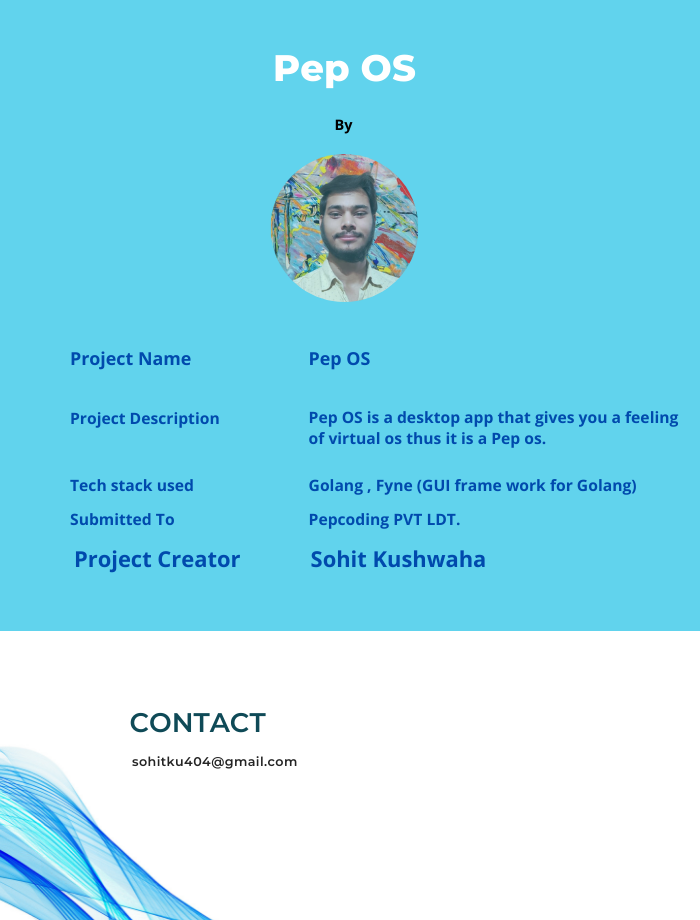 Pep OS
By
Project Name Pep OS
Project Description Pep OS is a desktop app that gives you a feeling
of virtual os thus it is a Pep os.
Tech stack used Golang , Fyne (GUI frame work for Golang)
Submitted To Pepcoding PVT LDT.
Project Creator Sohit Kushwaha
CONTACT
sohitku404@gmail.com